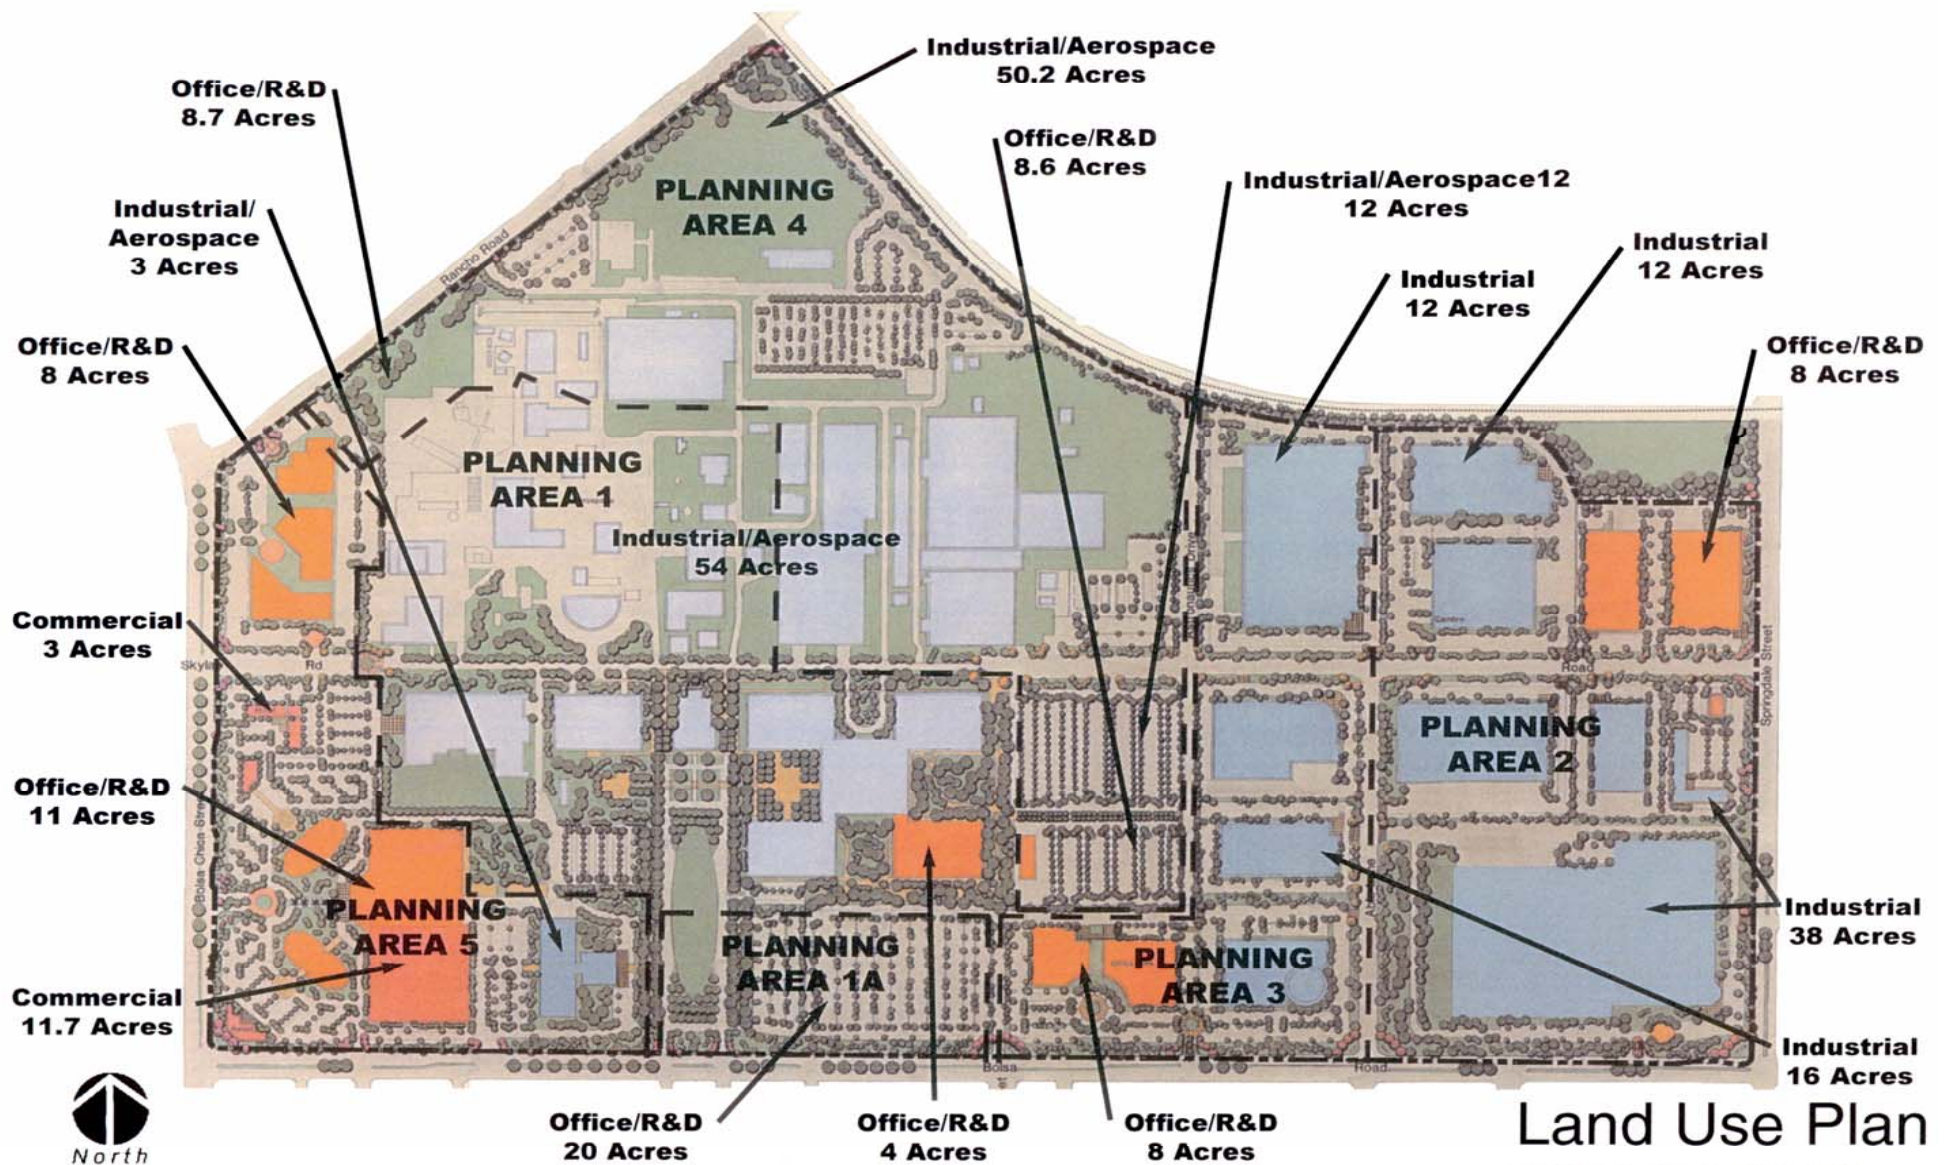 Industrial/Aerospace
50.2 Acres
Office/R&D
8.7 Acres
Office/R&D
8.6 Acres
Industrial/Aerospace12
12 Acres
PLANNING
AREA 4
Industrial/
Aerospace
3 Acres
Rancho Road
Industrial
12 Acres
Industrial
12 Acres
Office/R&D
8 Acres
Office/R&D
8 Acres
PLANNING
AREA 1
Industrial/Aerospace
54 Acres
Commercial
3 Acres
Rd
Road
Springdale Street
PLANNING
AREA 2
Office/R&D
11 Acres
Bolsa Chica Street
PLANNING
AREA 5
PLANNING
AREA 1A
PLANNING
AREA 3
Industrial
38 Acres
Commercial
11.7 Acres
Industrial
16 Acres
Bolsa
Road
Office/R&D
20 Acres
Office/R&D
4 Acres
Office/R&D
8 Acres
Land Use Plan
North